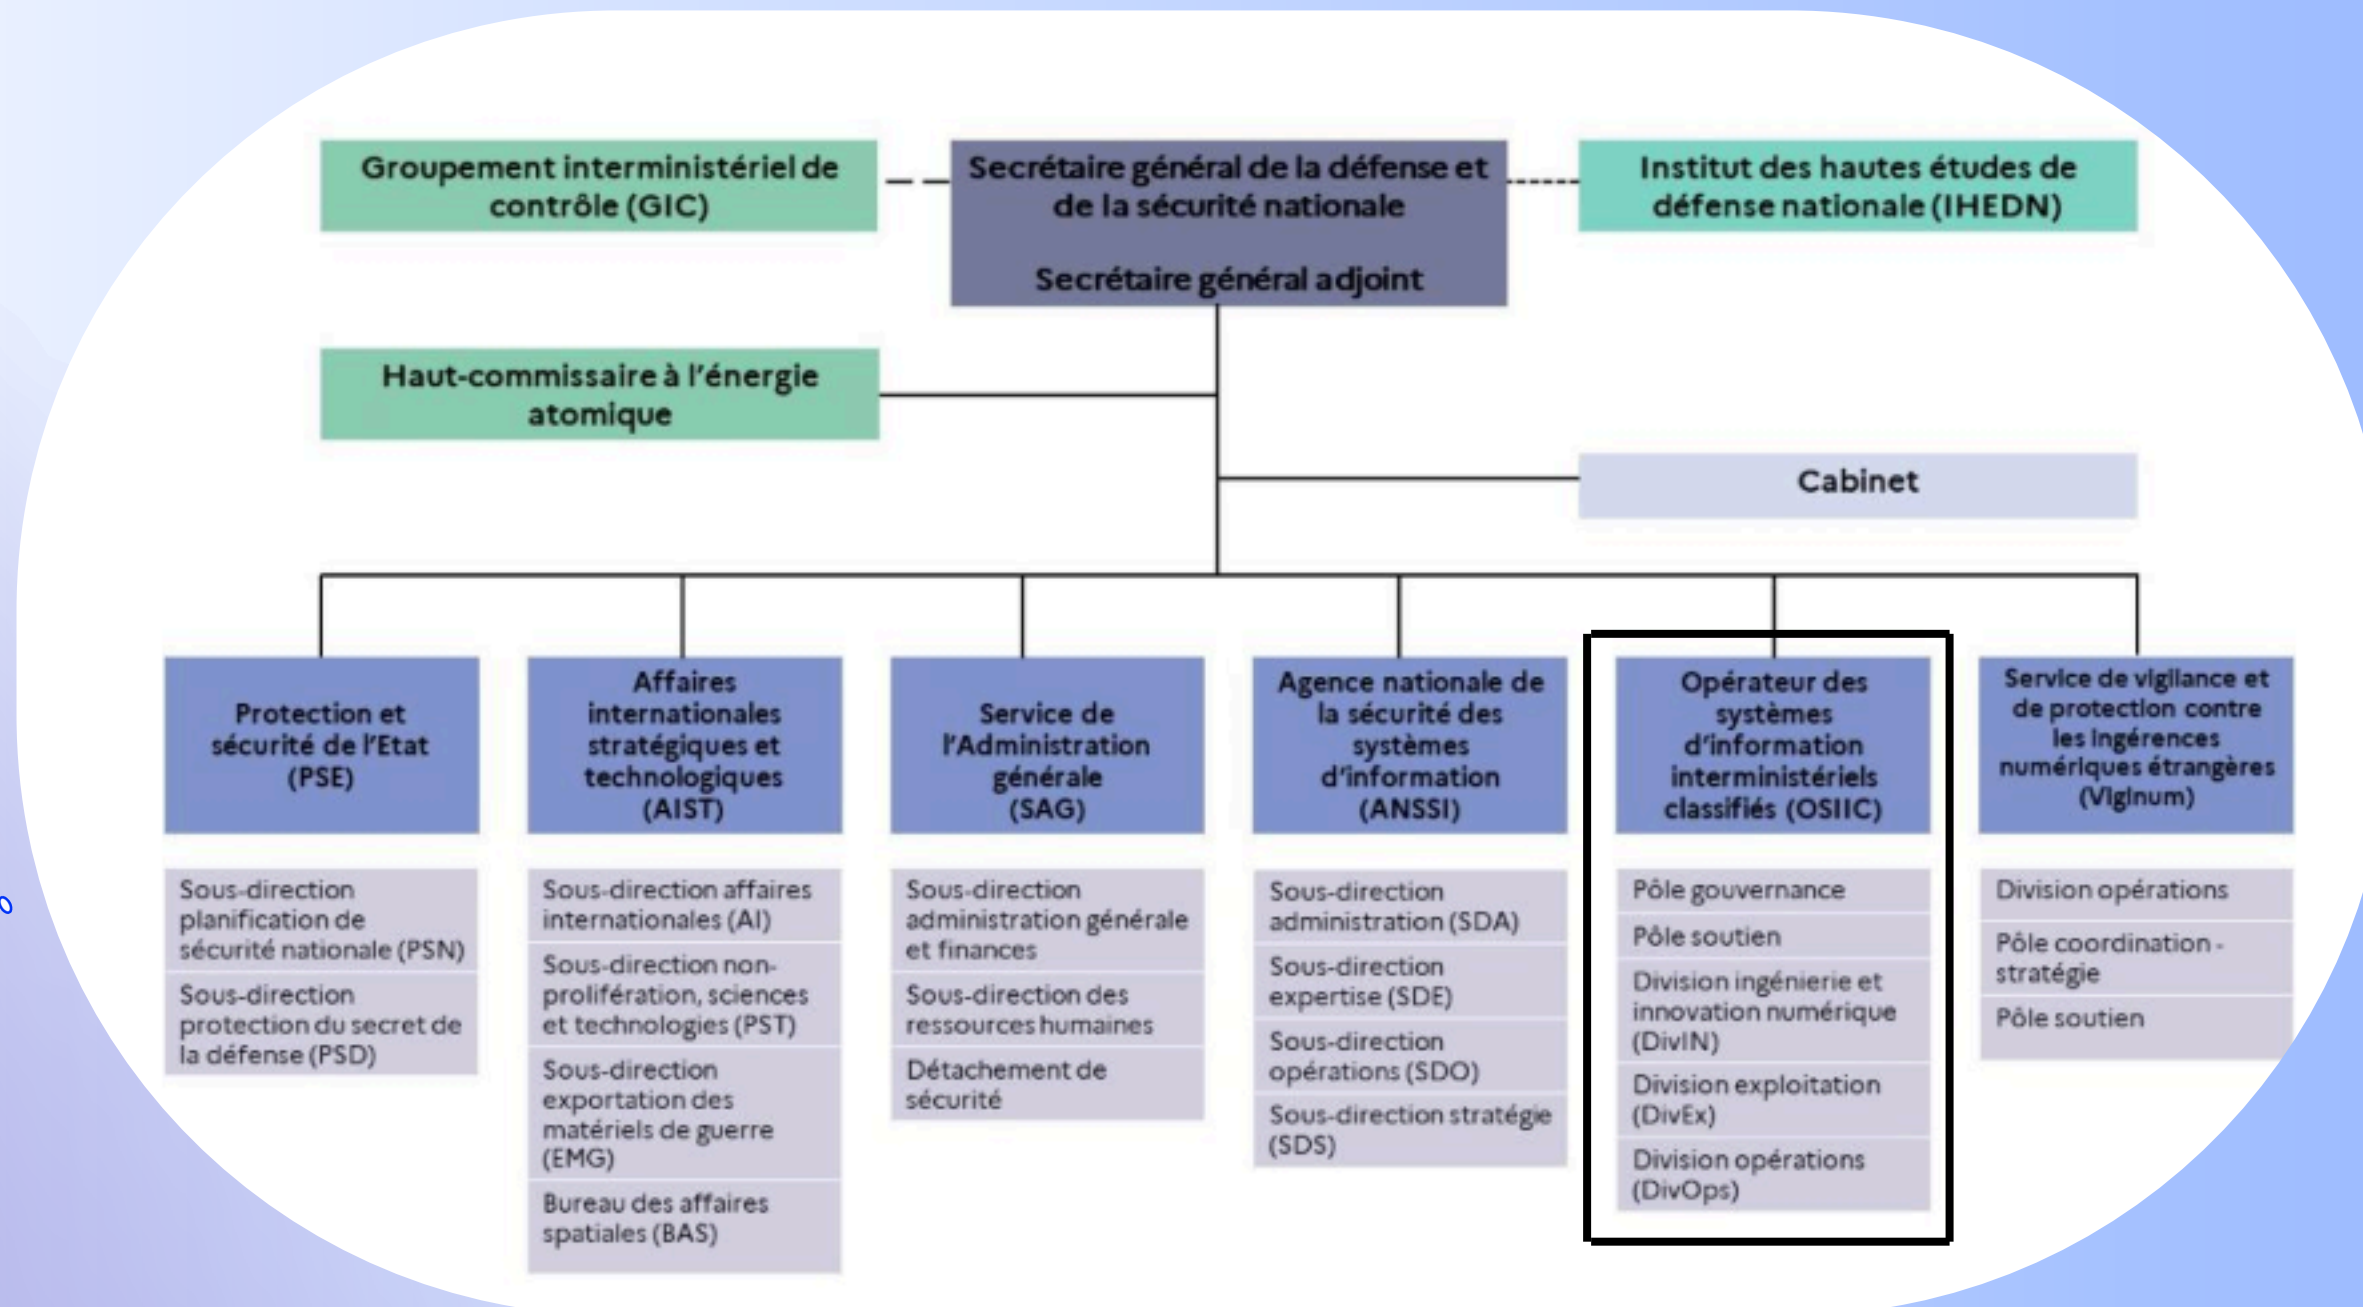 Groupement interministériel de
contrôle (GIC)
Secrétaire général de la défense et
de la sécurité nationale
Secrétaire général adjoint
Institut des hautes études de
défense nationale (IHEDN)
Haut-commissaire à l'énergie
atomique
Cabinet
Protection et
sécurité de l'Etat
(PSE)
Sous-direction
planification de
sécurité nationale (PSN)
Sous-direction
protection du secret de
la défense (PSD)
Affaires
internationales
stratégiques et
technologiques
(AIST)
Sous-direction affaires
internationales (AI)
Sous-direction non-
prolifération, sciences
et technologies (PST)
Sous-direction
exportation des
matériels de guerre
(EMG)
Bureau des affaires
spatiales (BAS)
Service de
l'Administration
générale
(SAG)
Sous-direction
administration générale
et finances
Sous-direction des
ressources humaines
Détachement de
sécurité
Agence nationale de
la sécurité des
systèmes
d'information
(ANSSI)
Sous-direction
administration (SDA)
Sous-direction
expertise (SDE)
Sous-direction
opérations (SDO)
Sous-direction stratégie
(SDS)
Opérateur des
systèmes
d'information
interministériels
classifiés (OSIIC)
Pôle gouvernance
Pôle soutien
Division ingénierie et
innovation numérique
(DivIN)
Division exploitation
(DivEx)
Division opérations
(DivOps)
Service de vigilance et
de protection contre
les ingérences
numériques étrangères
(Viginum)
Division opérations
Pôle coordination -
stratégie
Pôle soutien